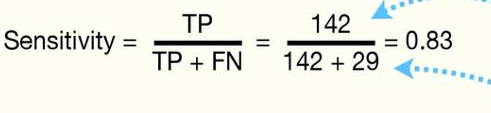 Sensitivity = TP / TP + FN = 142 / 142 + 29 = 0.83